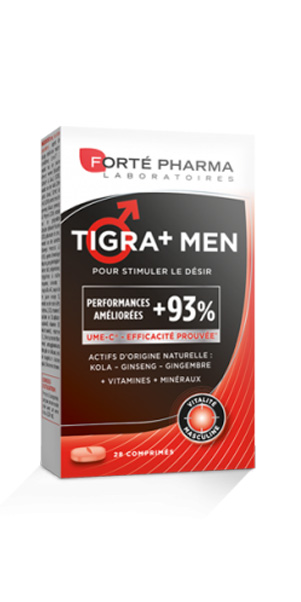 FORTÉ PHARMA
LABORATOIRES
TIGRA+ MEN
POUR STIMULER LE DÉSIR
PERFORMANCES
AMÉLIORÉES +93%
EFFICACITÉ PROUVÉE
ACTIFS D'ORIGINE NATURELLE :
KOLA - GINSENG - GINGEMBRE
+ VITAMINES + MINÉRAUX
VITALITÉ
MASCULINE
28 COMPRIMÉS